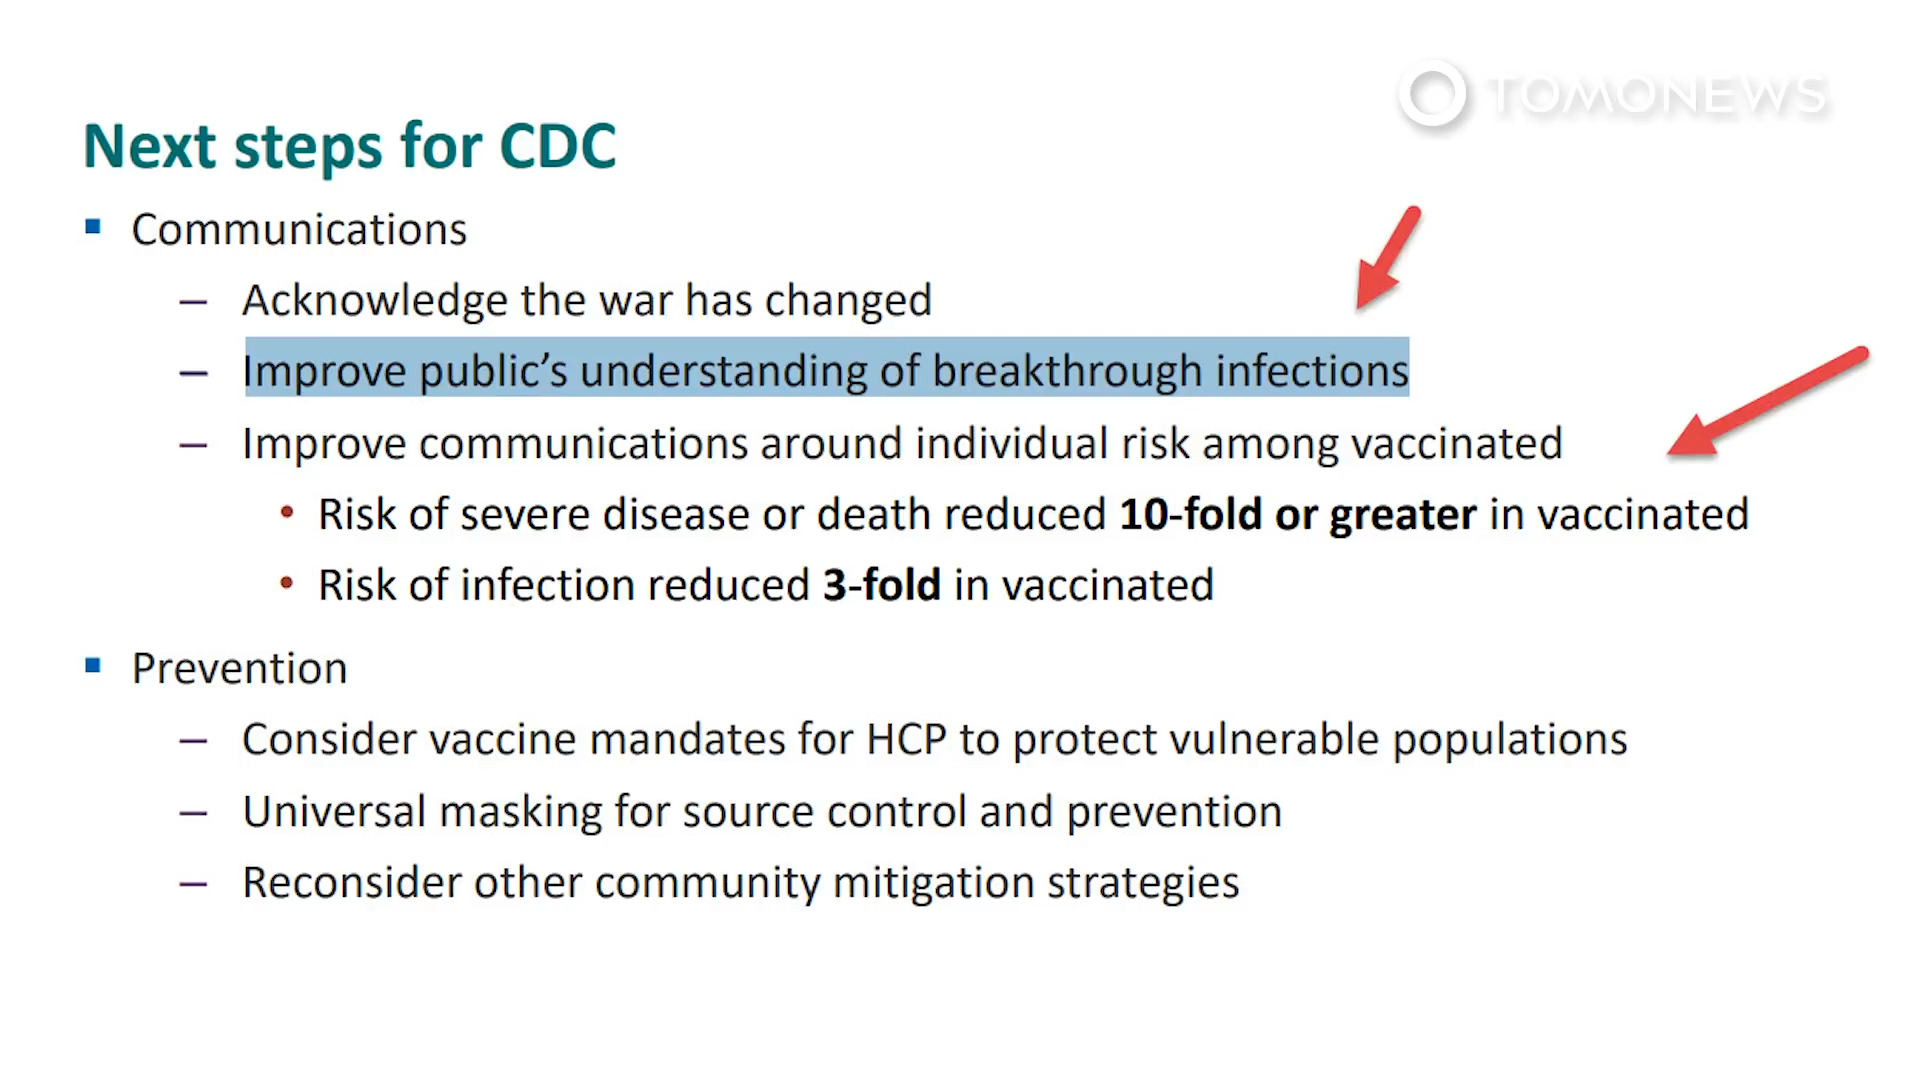 TOMONEWS
Next steps for CDC
▪ Communications
– Acknowledge the war has changed
– Improve public’s understanding of breakthrough infections
– Improve communications around individual risk among vaccinated
• Risk of severe disease or death reduced 10-fold or greater in vaccinated
• Risk of infection reduced 3-fold in vaccinated
▪ Prevention
– Consider vaccine mandates for HCP to protect vulnerable populations
– Universal masking for source control and prevention
– Reconsider other community mitigation strategies